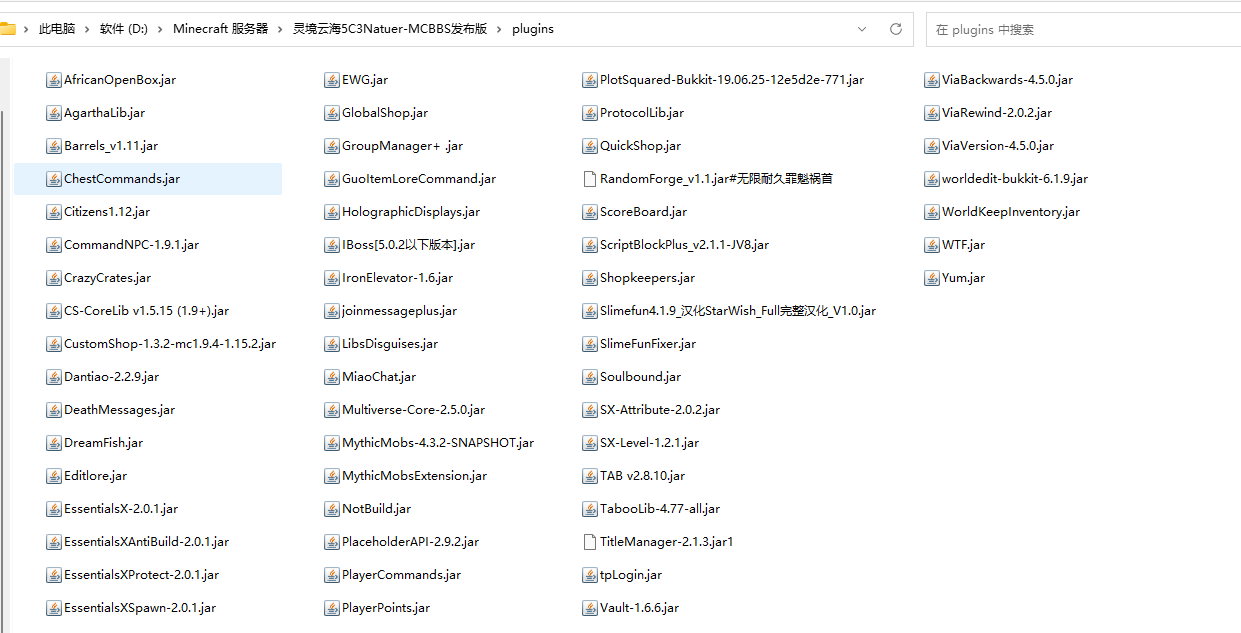 此电脑 › 软件 (D:) › Minecraft 服务器 › 灵境云海5C3Natuer-MCBBS发布版 › plugins
在 plugins 中搜索
AfricanOpenBox.jar
AgarthaLib.jar
Barrels_v1.11.jar
ChestCommands.jar
Citizens1.12.jar
CommandNPC-1.9.1.jar
CrazyCrates.jar
CS-CoreLib v1.5.15 (1.9+).jar
CustomShop-1.3.2-mc1.9.4-1.15.2.jar
Dantiao-2.2.9.jar
DeathMessages.jar
DreamFish.jar
Editlore.jar
EssentialsX-2.0.1.jar
EssentialsXAntiBuild-2.0.1.jar
EssentialsXProtect-2.0.1.jar
EssentialsXSpawn-2.0.1.jar
EWG.jar
GlobalShop.jar
GroupManager+ .jar
GuoItemLoreCommand.jar
HolographicDisplays.jar
IBoss[5.0.2以下版本].jar
IronElevator-1.6.jar
joinmessageplus.jar
LibsDisguises.jar
MiaoChat.jar
Multiverse-Core-2.5.0.jar
MythicMobs-4.3.2-SNAPSHOT.jar
MythicMobsExtension.jar
NotBuild.jar
PlaceholderAPI-2.9.2.jar
PlayerCommands.jar
PlayerPoints.jar
PlotSquared-Bukkit-19.06.25-12e5d2e-771.jar
ProtocolLib.jar
QuickShop.jar
RandomForge_v1.1.jar#无限耐久罪魁祸首
ScoreBoard.jar
ScriptBlockPlus_v2.1.1-JV8.jar
Shopkeepers.jar
Slimefun4.1.9_汉化StarWish_Full完整汉化_V1.0.jar
SlimeFunFixer.jar
Soulbound.jar
SX-Attribute-2.0.2.jar
SX-Level-1.2.1.jar
TAB v2.8.10.jar
TabooLib-4.77-all.jar
TitleManager-2.1.3.jar1
tpLogin.jar
Vault-1.6.6.jar
ViaBackwards-4.5.0.jar
ViaRewind-2.0.2.jar
ViaVersion-4.5.0.jar
worldedit-bukkit-6.1.9.jar
WorldKeepInventory.jar
WTF.jar
Yum.jar